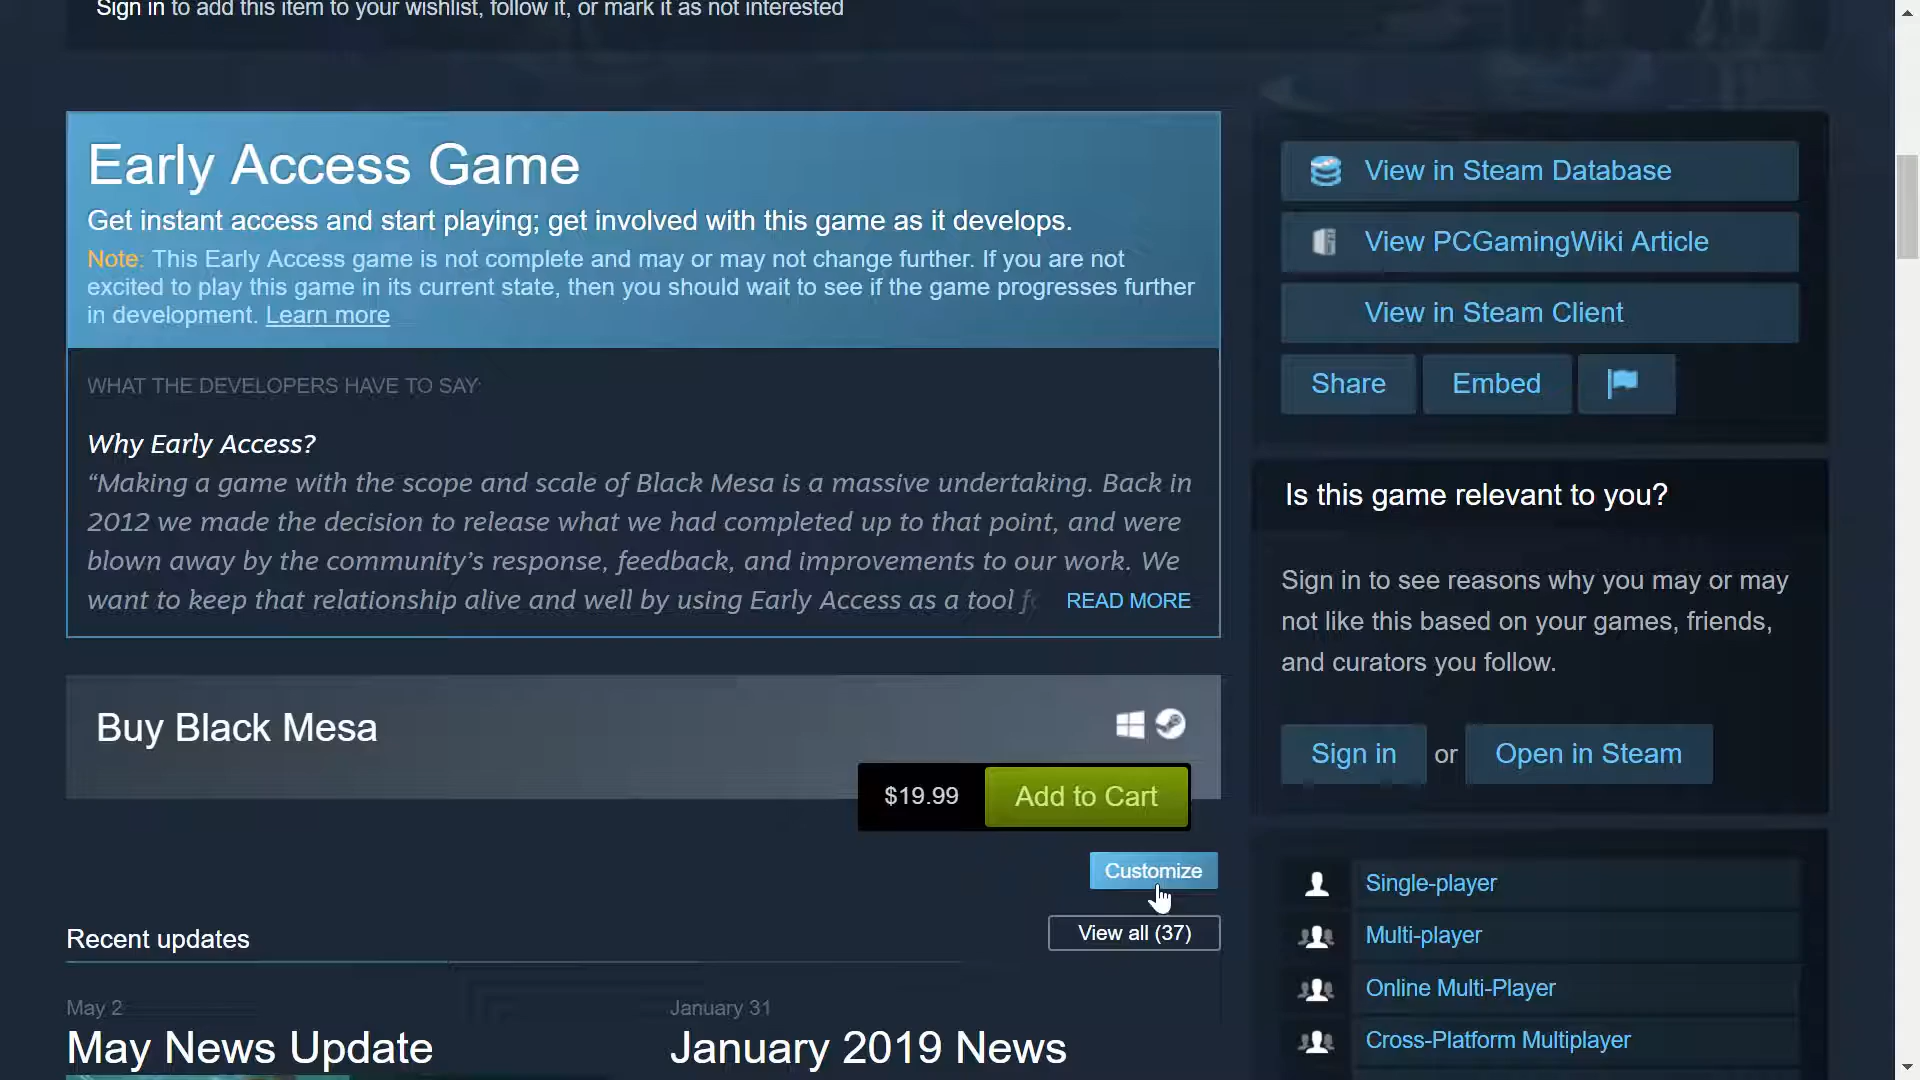 Sign in to add this item to your wishlist, follow it, or mark it as not interested
Early Access Game
Get instant access and start playing; get involved with this game as it develops.
Note: This Early Access game is not complete and may or may not change further. If you are not
excited to play this game in its current state, then you should wait to see if the game progresses further
in development. Learn more
WHAT THE DEVELOPERS HAVE TO SAY:
Why Early Access?
“Making a game with the scope and scale of Black Mesa is a massive undertaking. Back in
2012 we made the decision to release what we had completed up to that point, and were
blown away by the community’s response, feedback, and improvements to our work. We
want to keep that relationship alive and well by using Early Access as a tool
READ MORE
Buy Black Mesa
$19.99
Add to Cart
Customize
Recent updates
View all (37)
May 2
May News Update
January 31
January 2019 News
View in Steam Database
View PCGamingWiki Article
View in Steam Client
Share
Embed
Is this game relevant to you?
Sign in to see reasons why you may or may
not like this based on your games, friends,
and curators you follow.
Sign in or Open in Steam
Single-player
Multi-player
Online Multi-Player
Cross-Platform Multiplayer